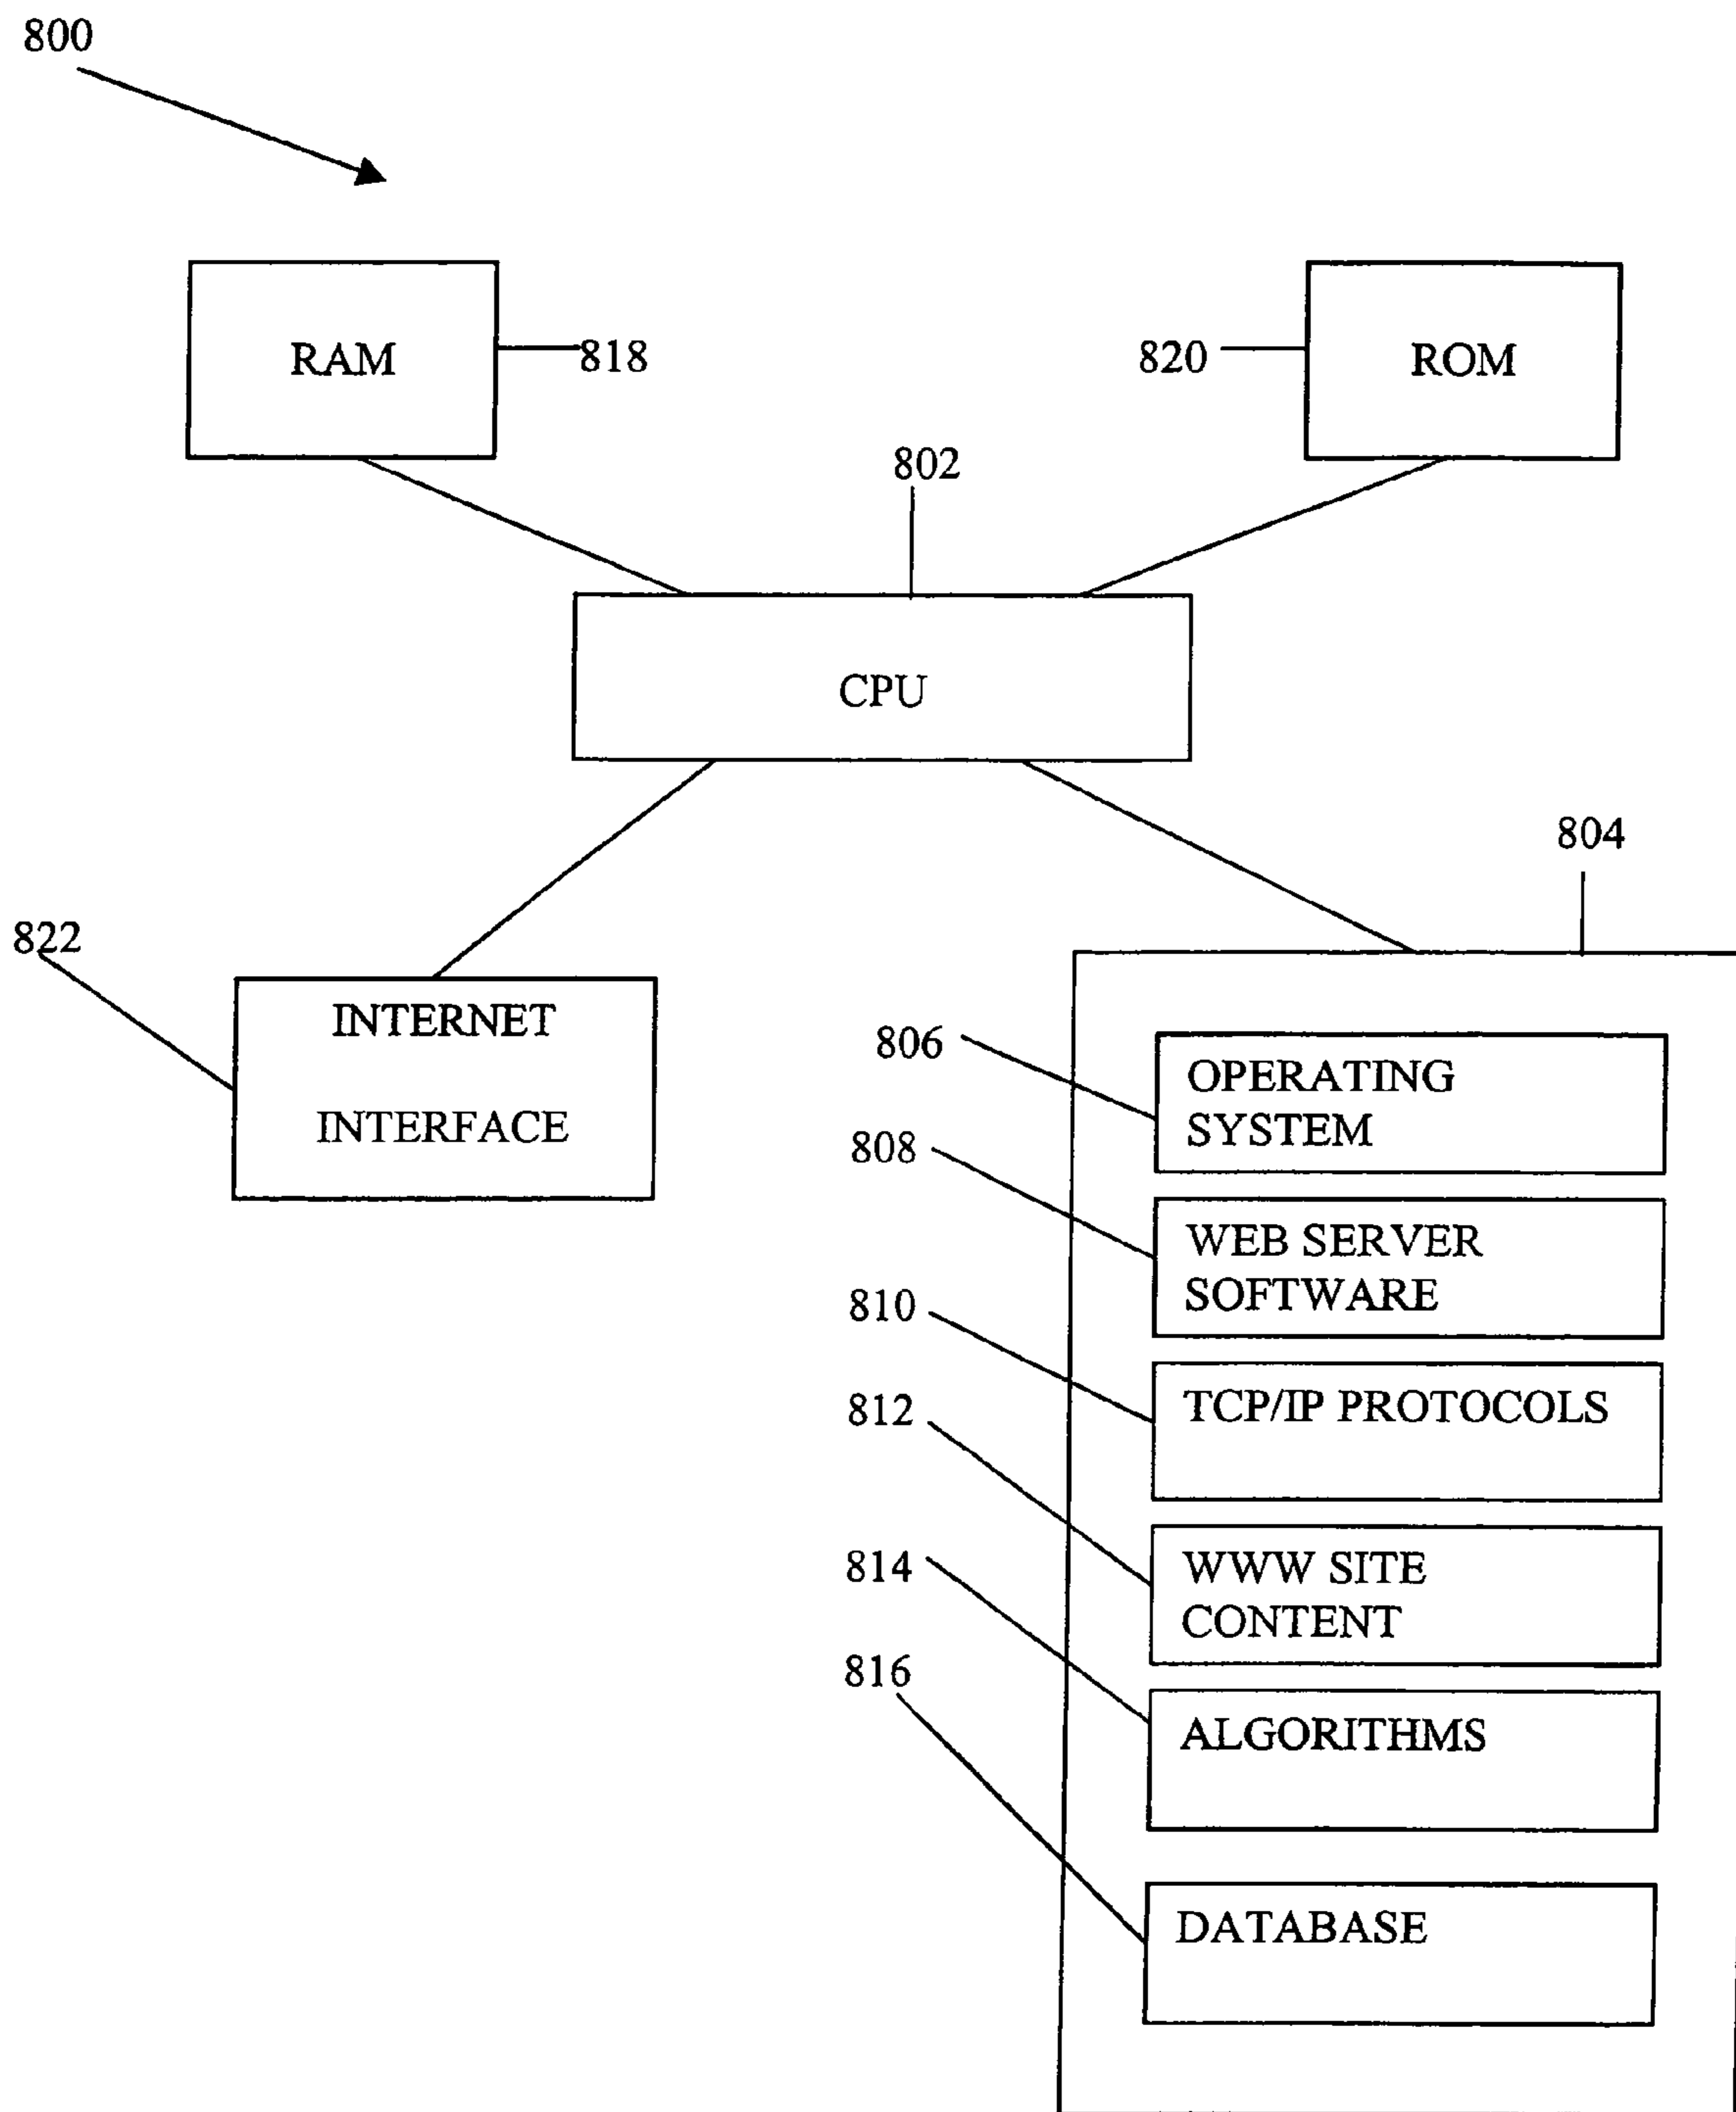 800
RAM
818
820
ROM
802
CPU
804
822
INTERNET
INTERFACE
806
OPERATING
SYSTEM
808
WEB SERVER
SOFTWARE
810
TCP/IP PROTOCOLS
812
WWW SITE
CONTENT
814
ALGORITHMS
816
DATABASE